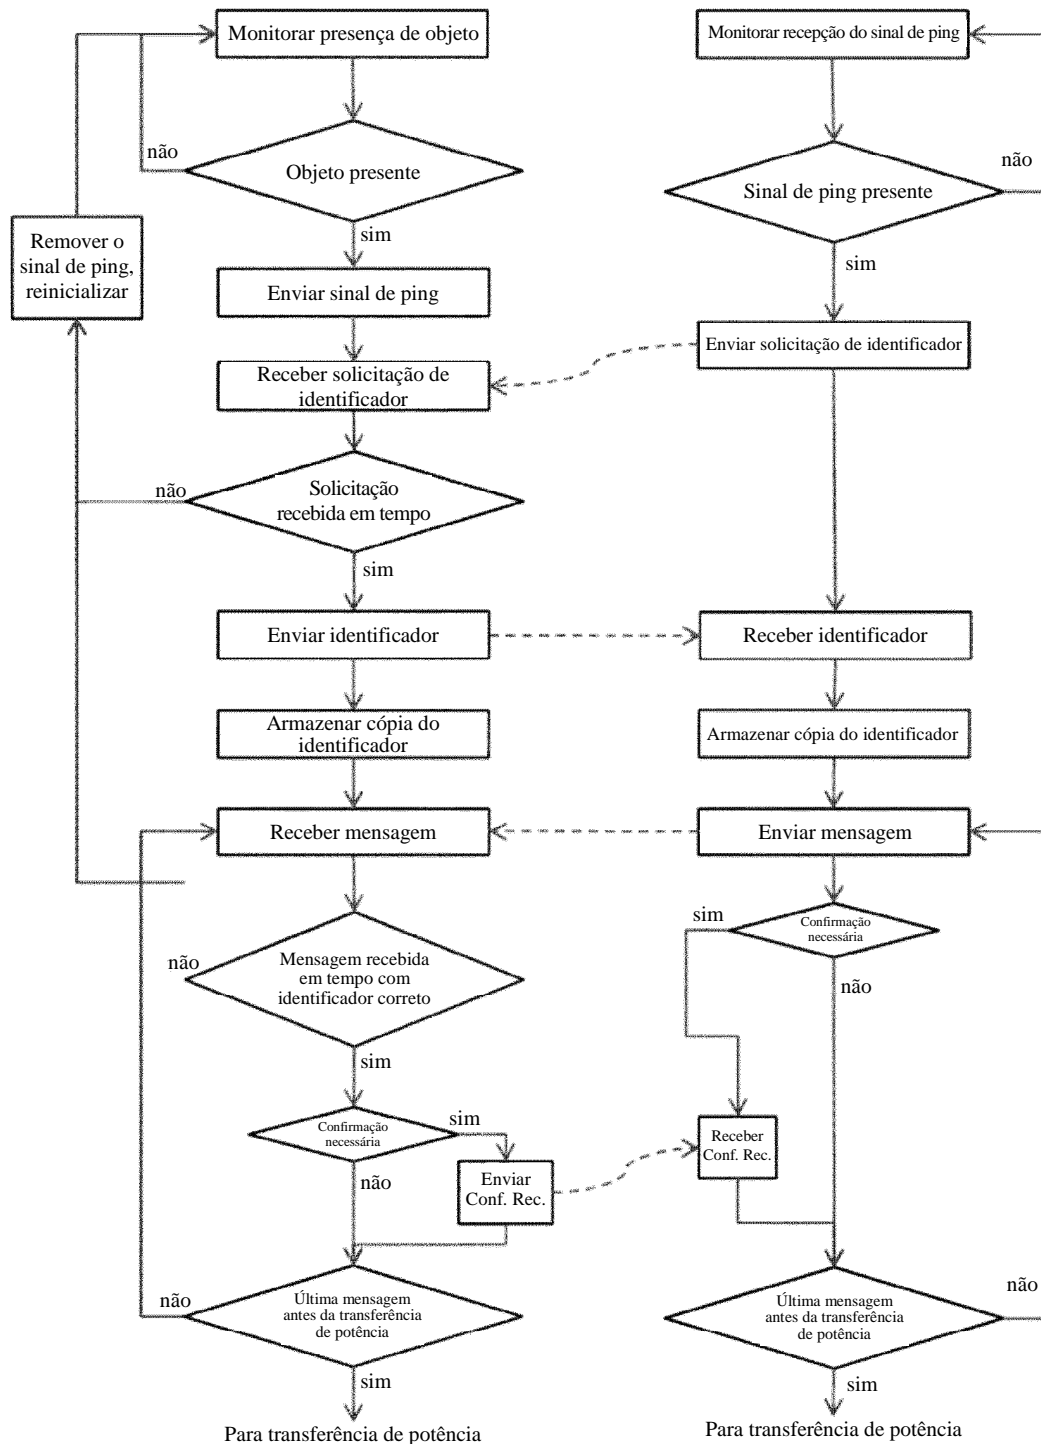 Monitorar presença de objeto
Monitorar recepção do sinal de ping
não
Objeto presente
não
Sinal de ping presente
sim
sim
Remover o
sinal de ping,
reinicializar
Enviar sinal de ping
Enviar solicitação de identificador
Receber solicitação de
identificador
não
Solicitação
recebida em tempo
sim
Enviar identificador
Receber identificador
Armazenar cópia do
identificador
Armazenar cópia do identificador
Receber mensagem
Enviar mensagem
sim
Confirmação
necessária
não
Mensagem recebida
em tempo com
identificador correto
não
sim
sim
Confirmação
necessária
não
Enviar
Conf. Rec.
Receber
Conf. Rec.
não
Última mensagem
antes da transferência
de potência
não
Última mensagem
antes da transferência
de potência
sim
sim
Para transferência de potência
Para transferência de potência